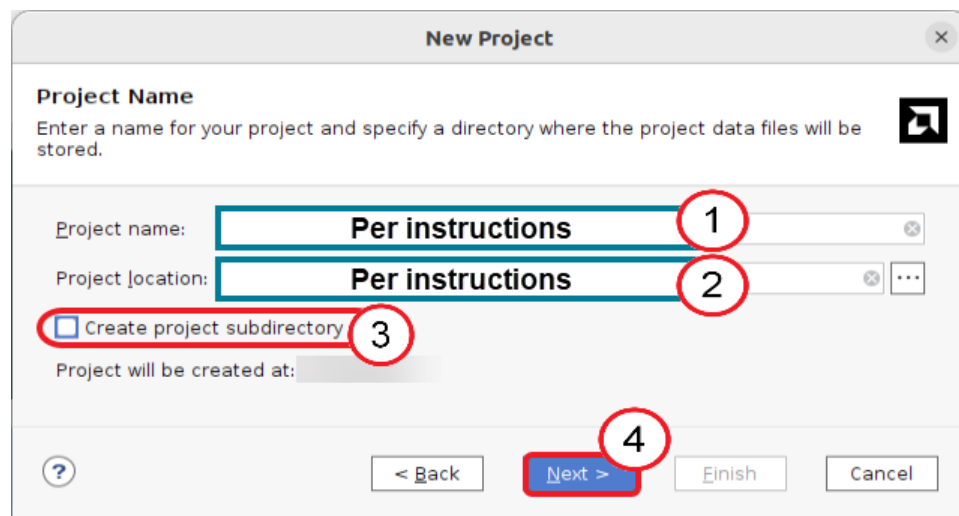 New Project
Project Name
Enter a name for your project and specify a directory where the project data files will be
stored.
Project name: Per instructions 1
Project location: Per instructions 2 ...
Create project subdirectory 3
Project will be created at:
4
? < Back Next > Finish Cancel